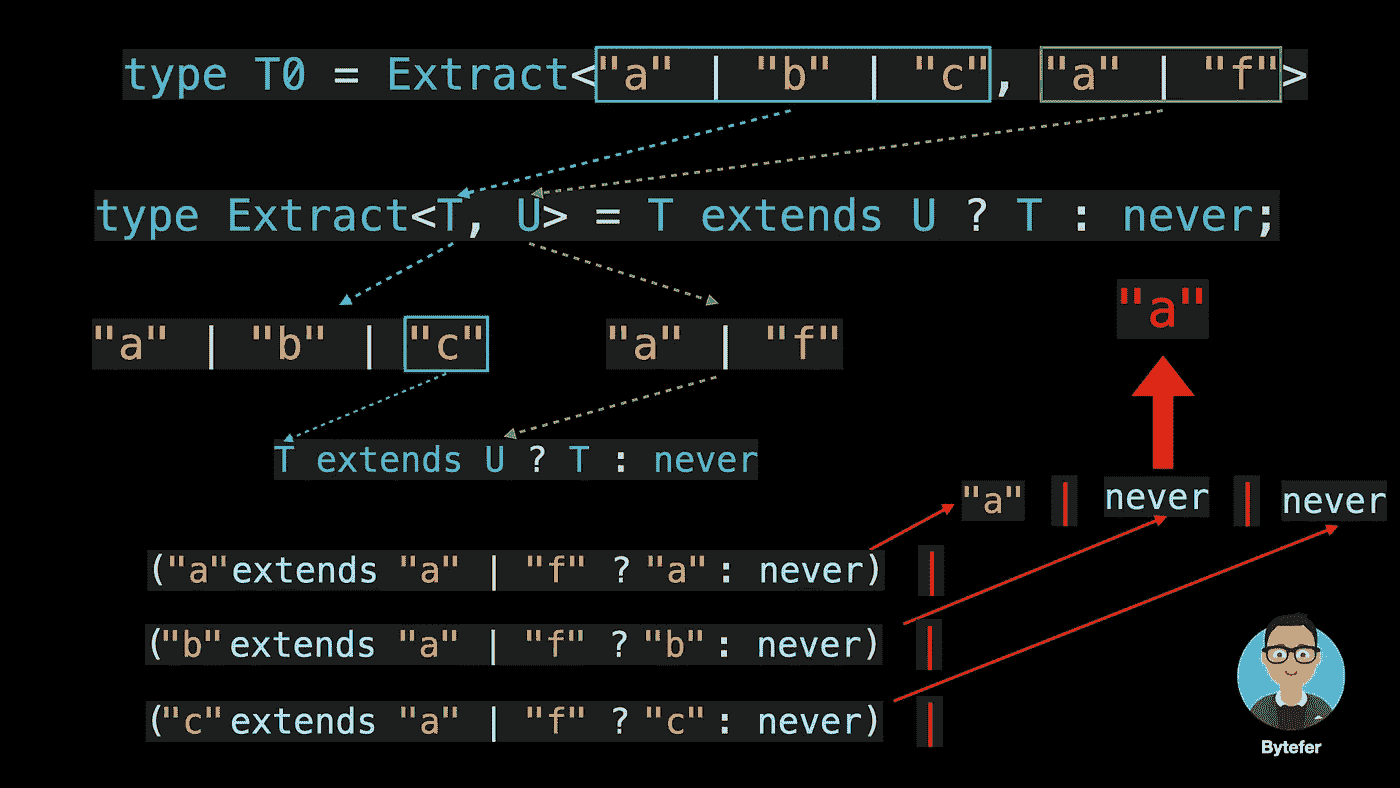 type T0 = Extract<"a" | "b" | "c", "a" | "f">
type Extract<T, U> = T extends U ? T : never;
"a"
"a" | "b" | "c" "a" | "f"
T extends U ? T : never
"a" | never | never
("a"extends "a" | "f" ? "a" : never) |
("b" extends "a" | "f" ? "b" : never) |
("c" extends "a" | "f" ? "c" : never) |
Bytefer